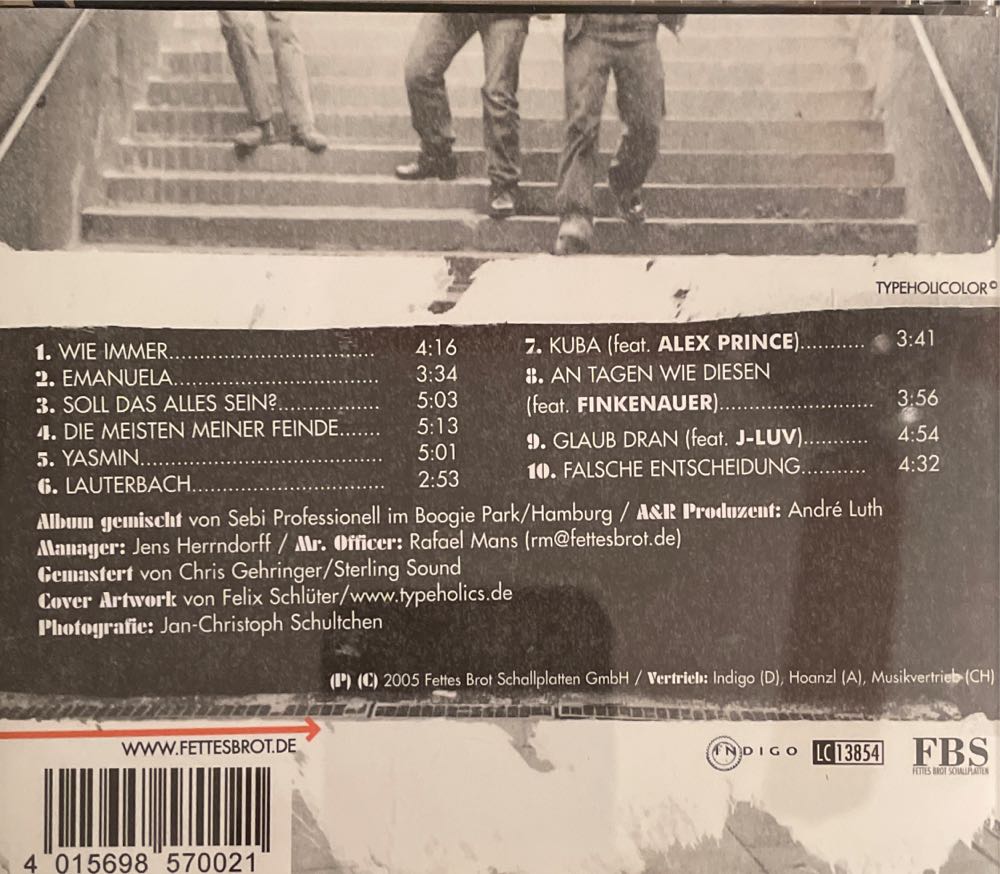 TYPEHOLICOLOR©
1. WIE IMMER................................... 4:16
2. EMANUELA................................... 3:34
3. SOLL DAS ALLES SEIN?................. 5:03
4. DIE MEISTEN MEINER FEINDE....... 5:13
5. YASMIN......................................... 5:01
6. LAUTERBACH................................. 2:53
7. KUBA (feat. ALEX PRINCE)........... 3:41
8. AN TAGEN WIE DIESEN
(feat. FINKENAUER).......................... 3:56
9. GLAUB DRAN (feat. J-LUV)........... 4:54
10. FALSCHE ENTSCHEIDUNG........... 4:32
Album gemischt von Sebi Professionell im Boogie Park/Hamburg / A&R Produzent: André Luth
Manager: Jens Herrndorff / Mr. Officer: Rafael Mans (rm@fettesbrot.de)
Gemastert von Chris Gehringer/Sterling Sound
Cover Artwork von Felix Schlüter/www.typeholics.de
Photografie: Jan-Christoph Schultchen
(P) (C) 2005 Fettes Brot Schallplatten GmbH / Vertrieb: Indigo (D), Hoanzl (A), Musikvertrieb (CH)
WWW.FETTESBROT.DE
INDIGO LC 13854 FBS
FETTES BROT SCHALLPLATTEN
4 015698 570021